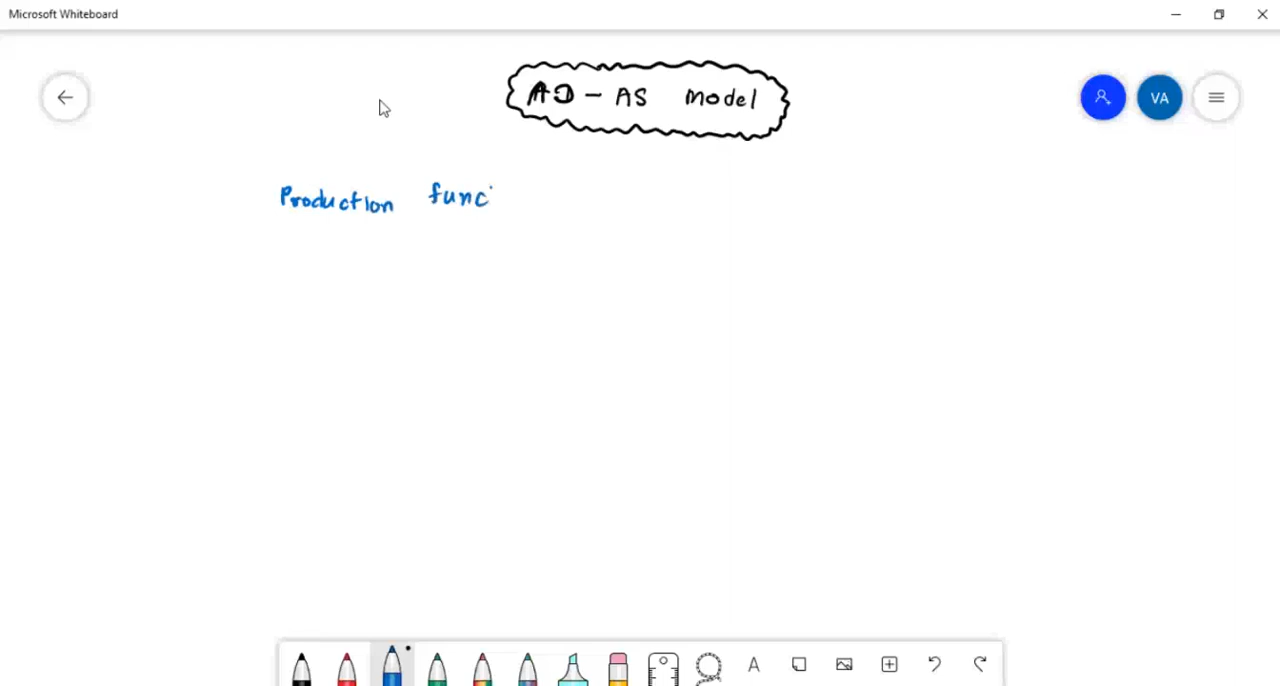 Microsoft Whiteboard
AD - AS Model
VA
Production func
A